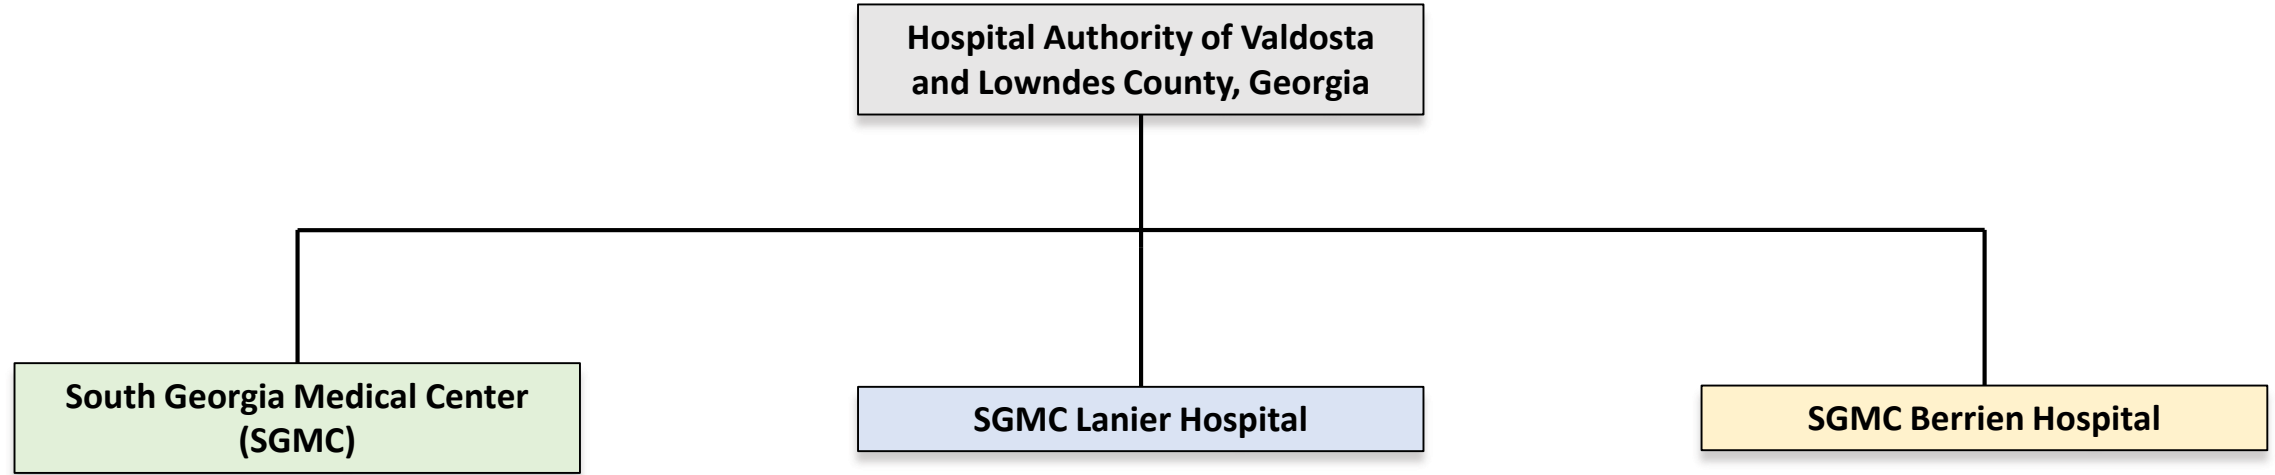 Hospital Authority of Valdosta
and Lowndes County, Georgia
South Georgia Medical Center
(SGMC)
SGMC Lanier Hospital
SGMC Berrien Hospital